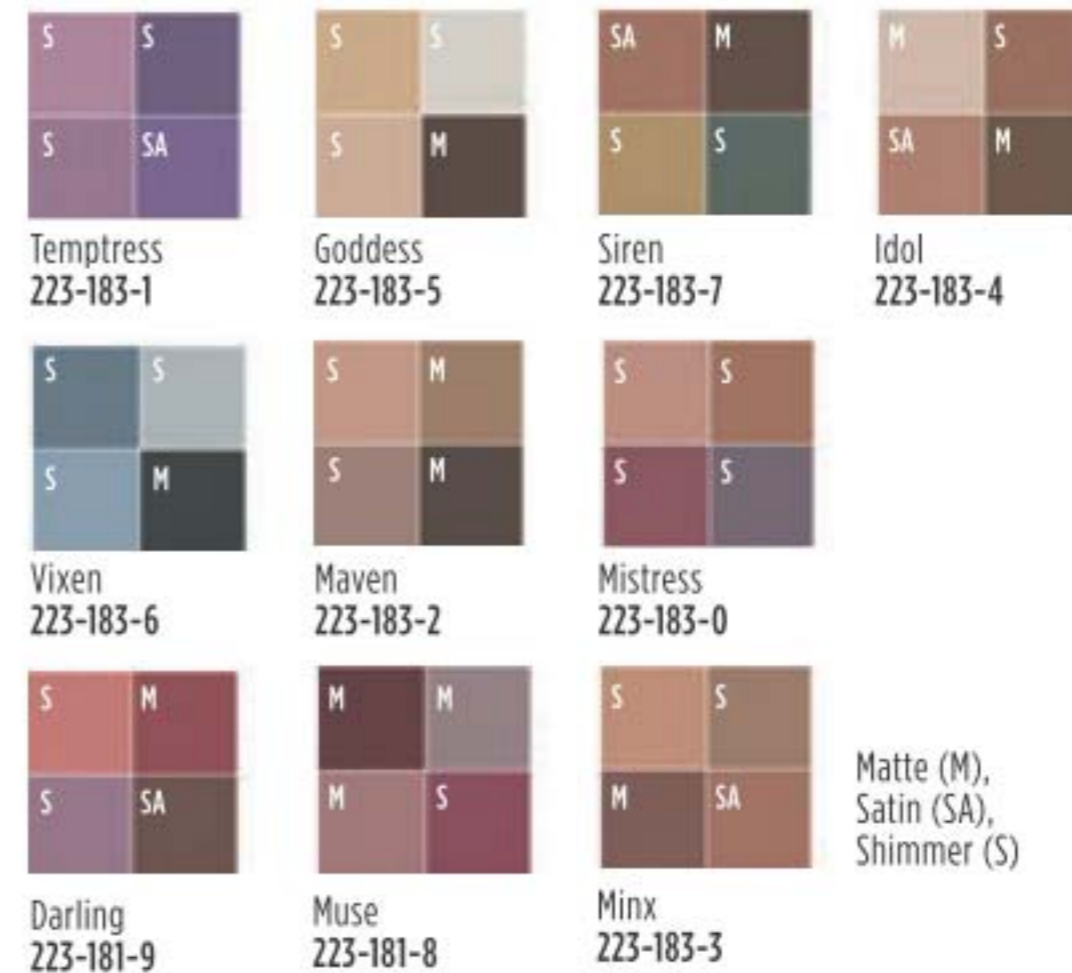 S S
S SA
Temptress
223-183-1
S S
S M
Goddess
223-183-5
SA M
S S
Siren
223-183-7
M S
SA M
Idol
223-183-4
S S
S M
Vixen
223-183-6
S M
S M
Maven
223-183-2
S S
S S
Mistress
223-183-0
S M
S SA
Darling
223-181-9
M M
M S
Muse
223-181-8
S S
M SA
Minx
223-183-3
Matte (M),
Satin (SA),
Shimmer (S)